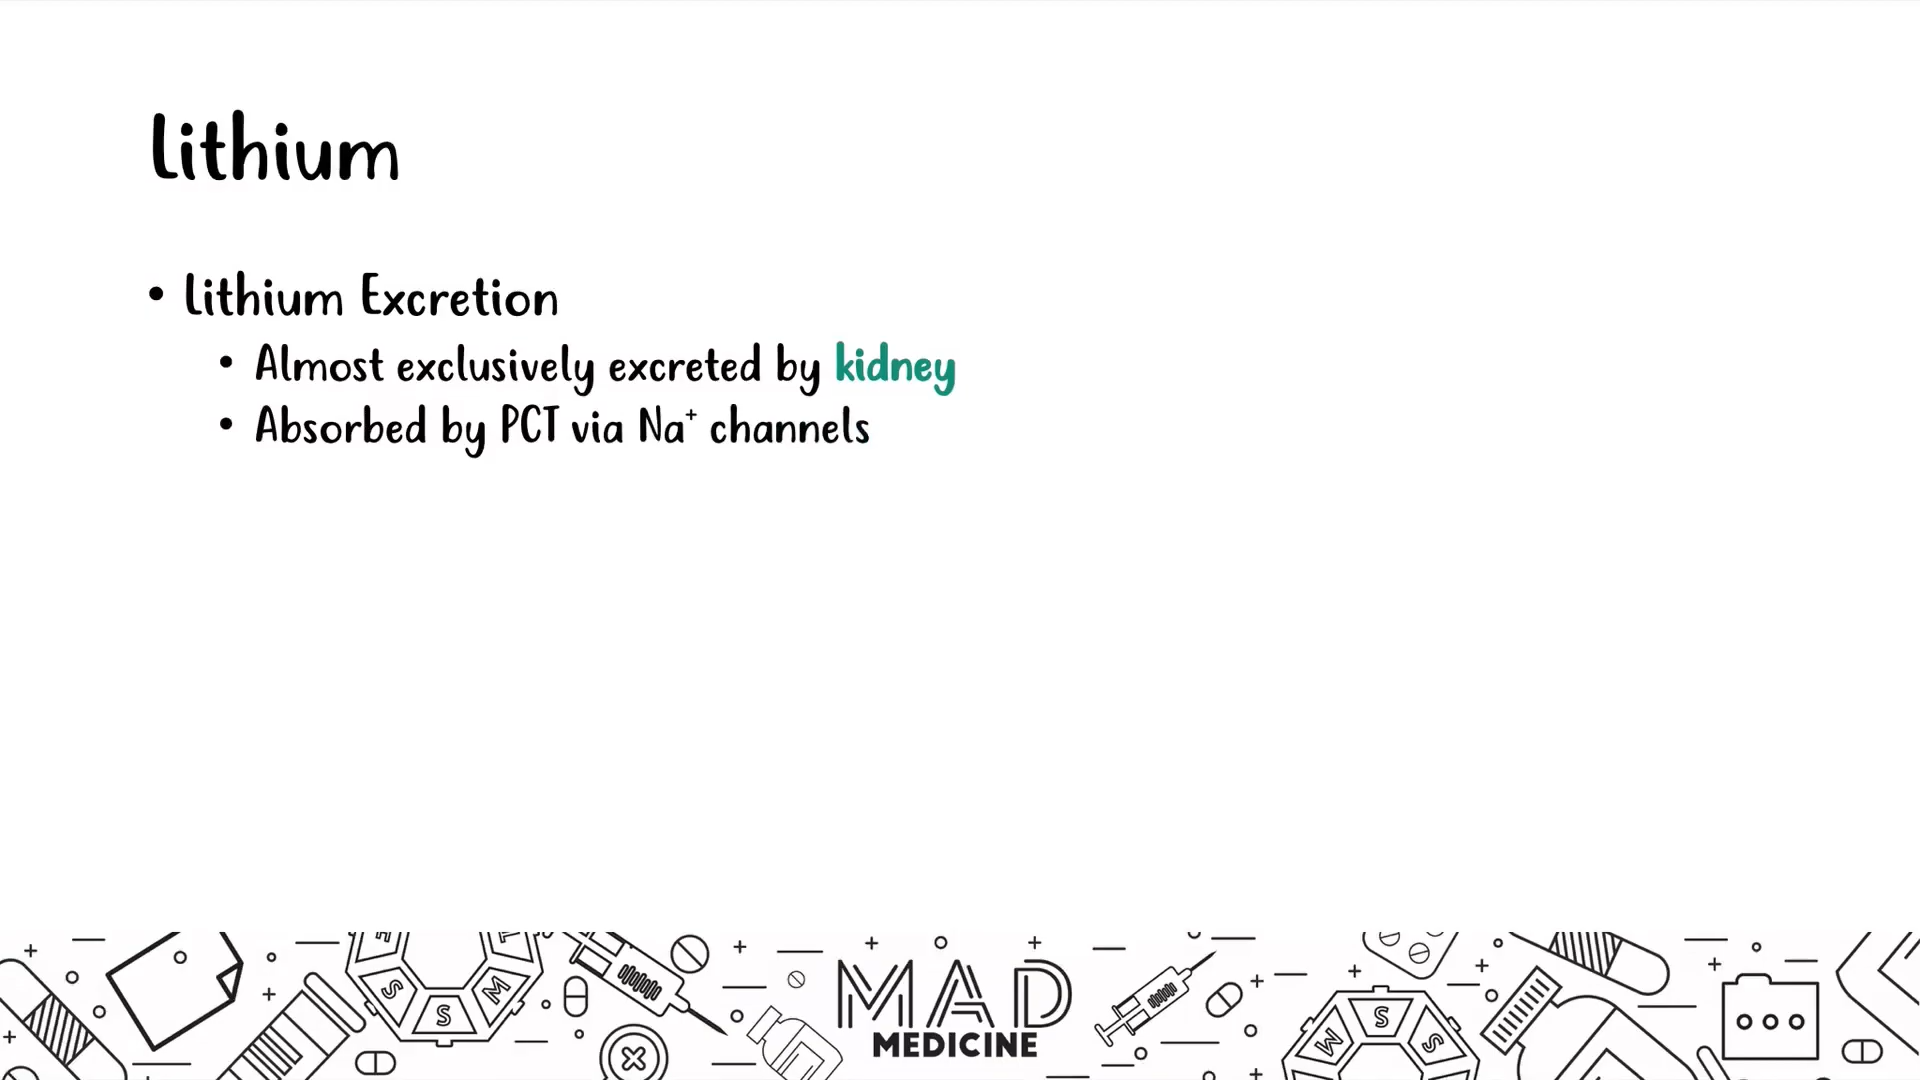 Lithium
• Lithium Excretion
• Almost exclusively excreted by kidney
• Absorbed by PCT via Na⁺ channels
MAD
MEDICINE